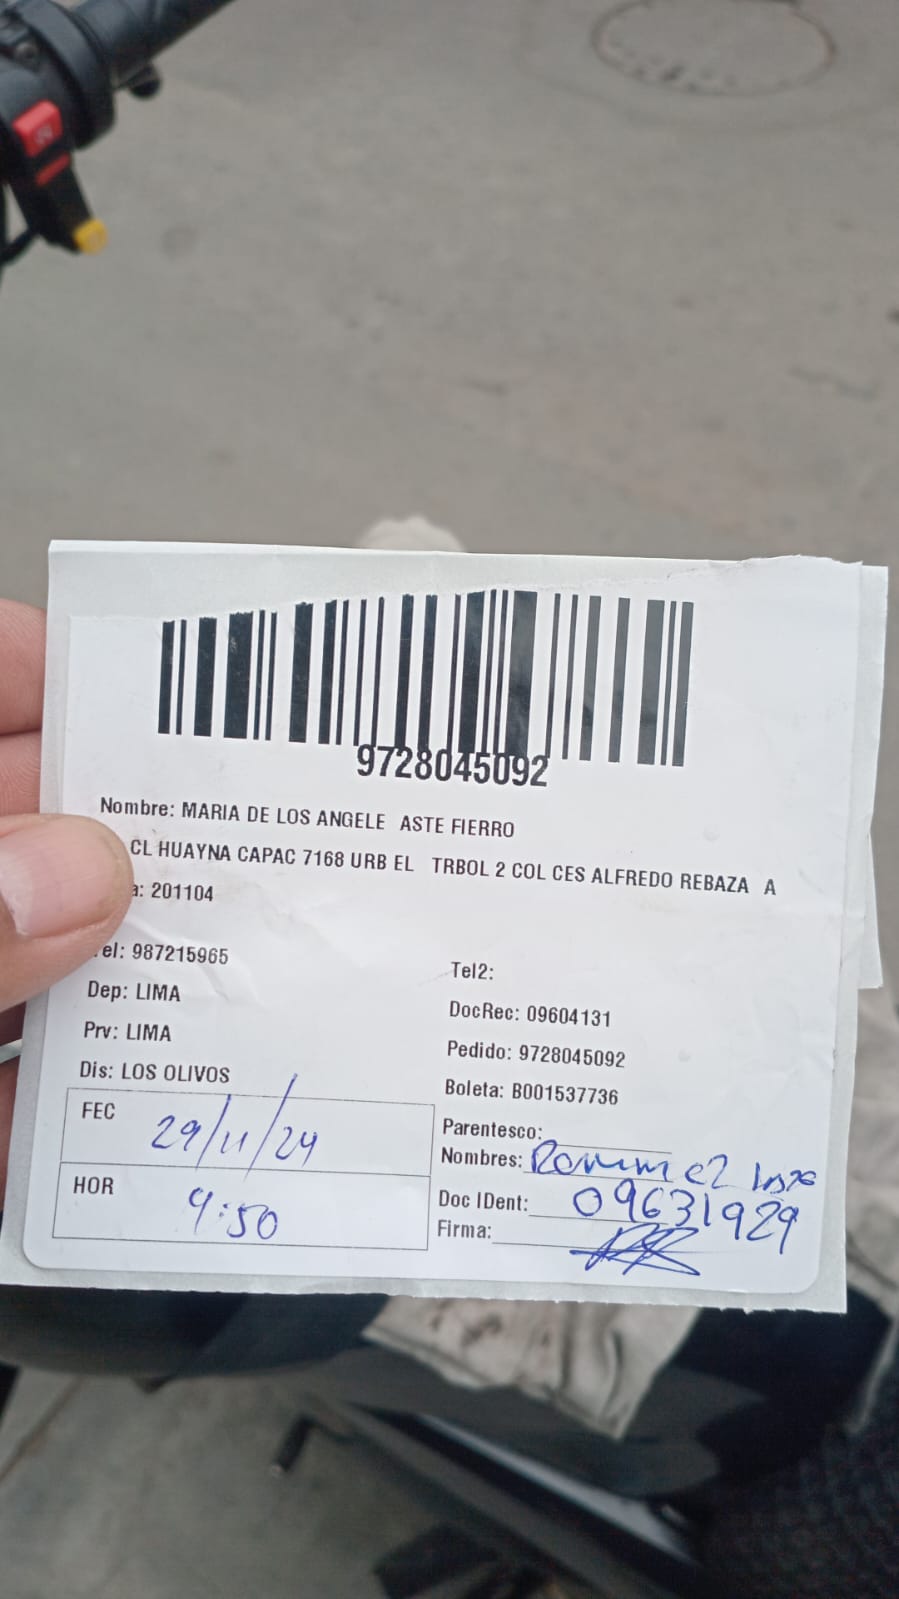 9728045092
Nombre: MARIA DE LOS ANGELE ASTE FIERRO
CL HUAYNA CAPAC 7168 URB EL TRBOL 2 COL CES ALFREDO REBAZA A
a: 201104
el: 987215965
Tel2:
Dep: LIMA
DocRec: 09604131
Prv: LIMA
Pedido: 9728045092
Dis: LOS OLIVOS
Boleta: B001537736
FEC 29/11/24
Parentesco:
Nombres: Rommel
HOR 9:50
Doc IDent: 09631929
Firma: